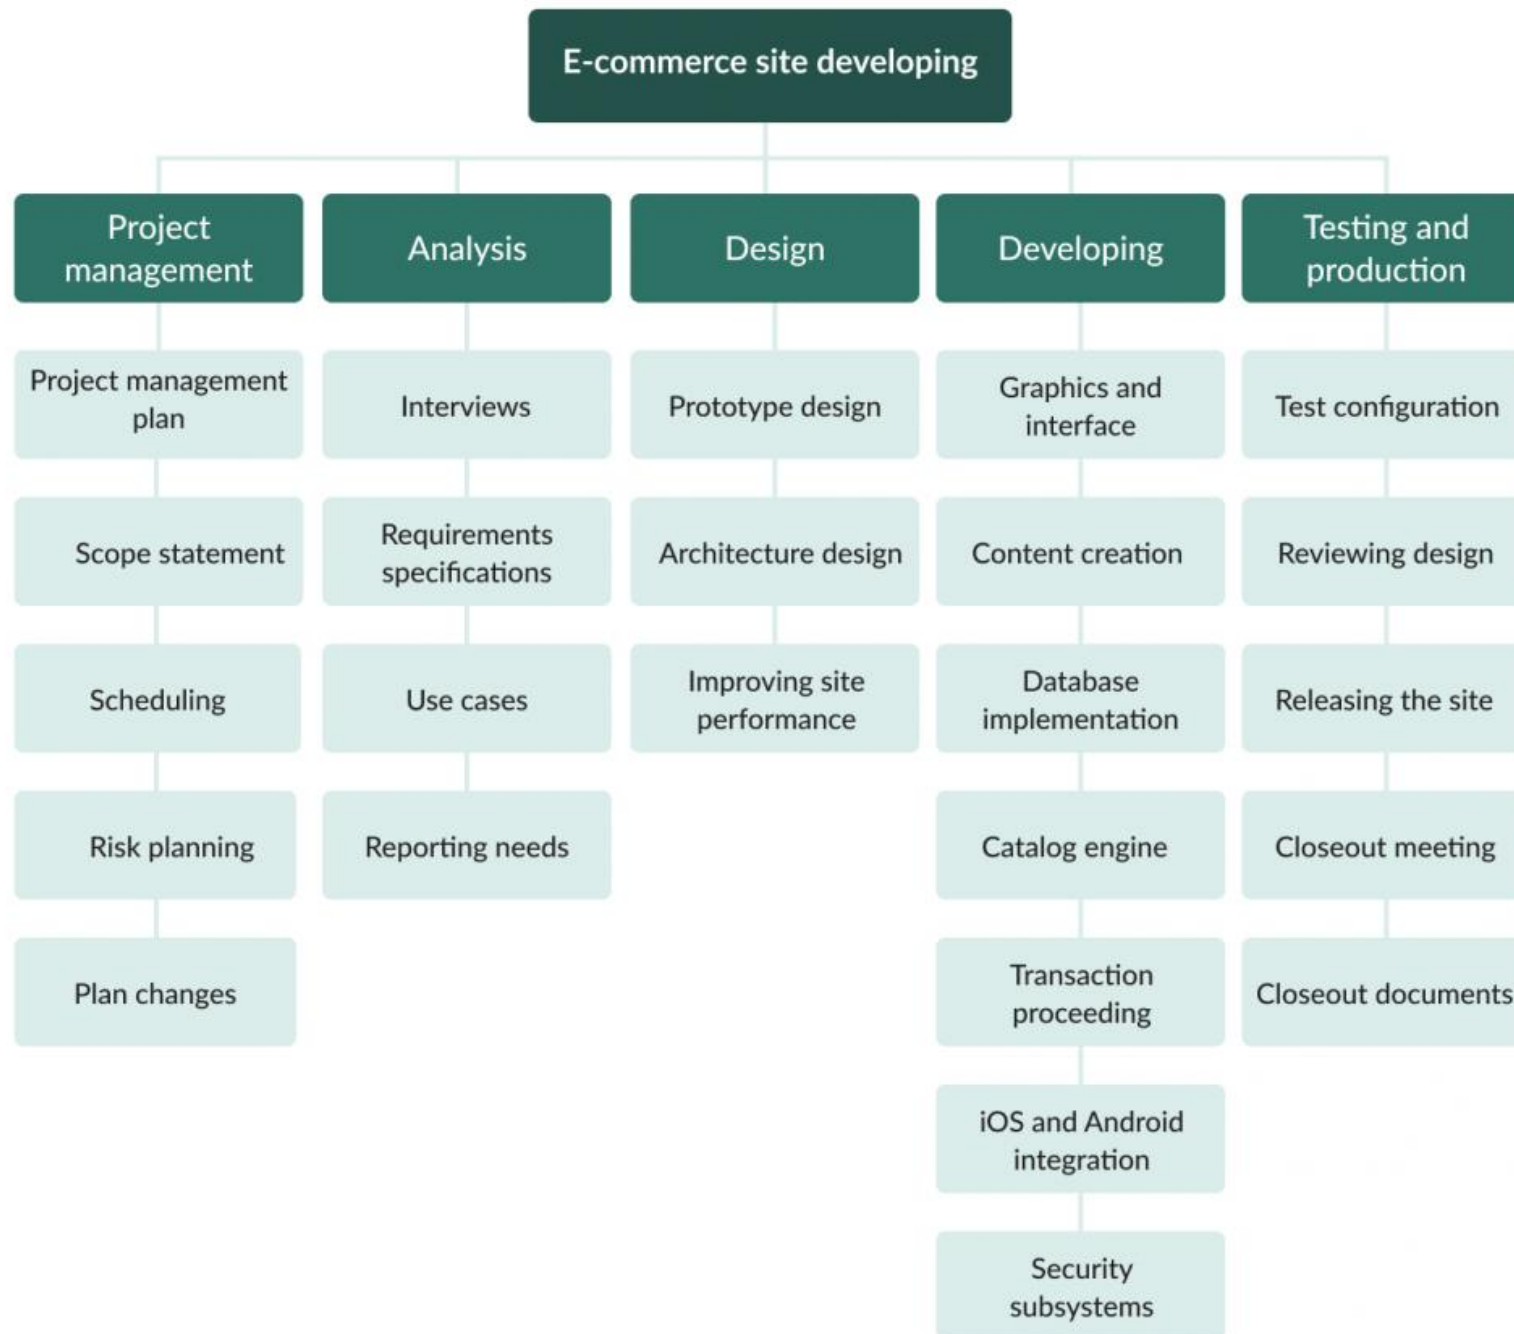 E-commerce site developing
Project
management
Analysis
Design
Developing
Testing and
production
Project management
plan
Interviews
Prototype design
Graphics and
interface
Test configuration
Scope statement
Requirements
specifications
Architecture design
Content creation
Reviewing design
Scheduling
Use cases
Improving site
performance
Database
implementation
Releasing the site
Risk planning
Reporting needs
Catalog engine
Closeout meeting
Plan changes
Transaction
proceeding
Closeout documents
iOS and Android
integration
Security
subsystems